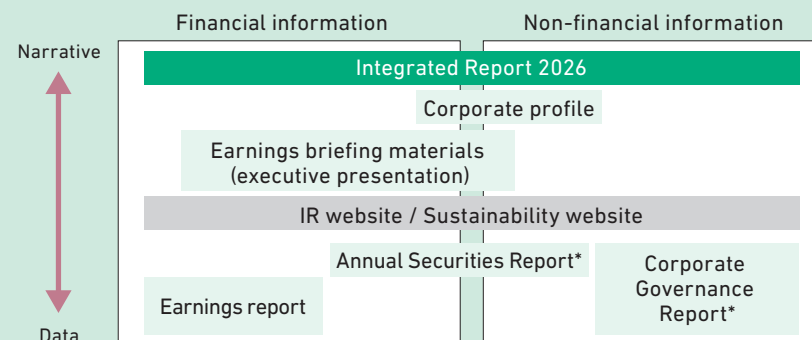 Financial information
Non-financial information
Narrative
Integrated Report 2026
Corporate profile
Earnings briefing materials
(executive presentation)
IR website / Sustainability website
Annual Securities Report*
Corporate
Governance
Report*
Earnings report
Data